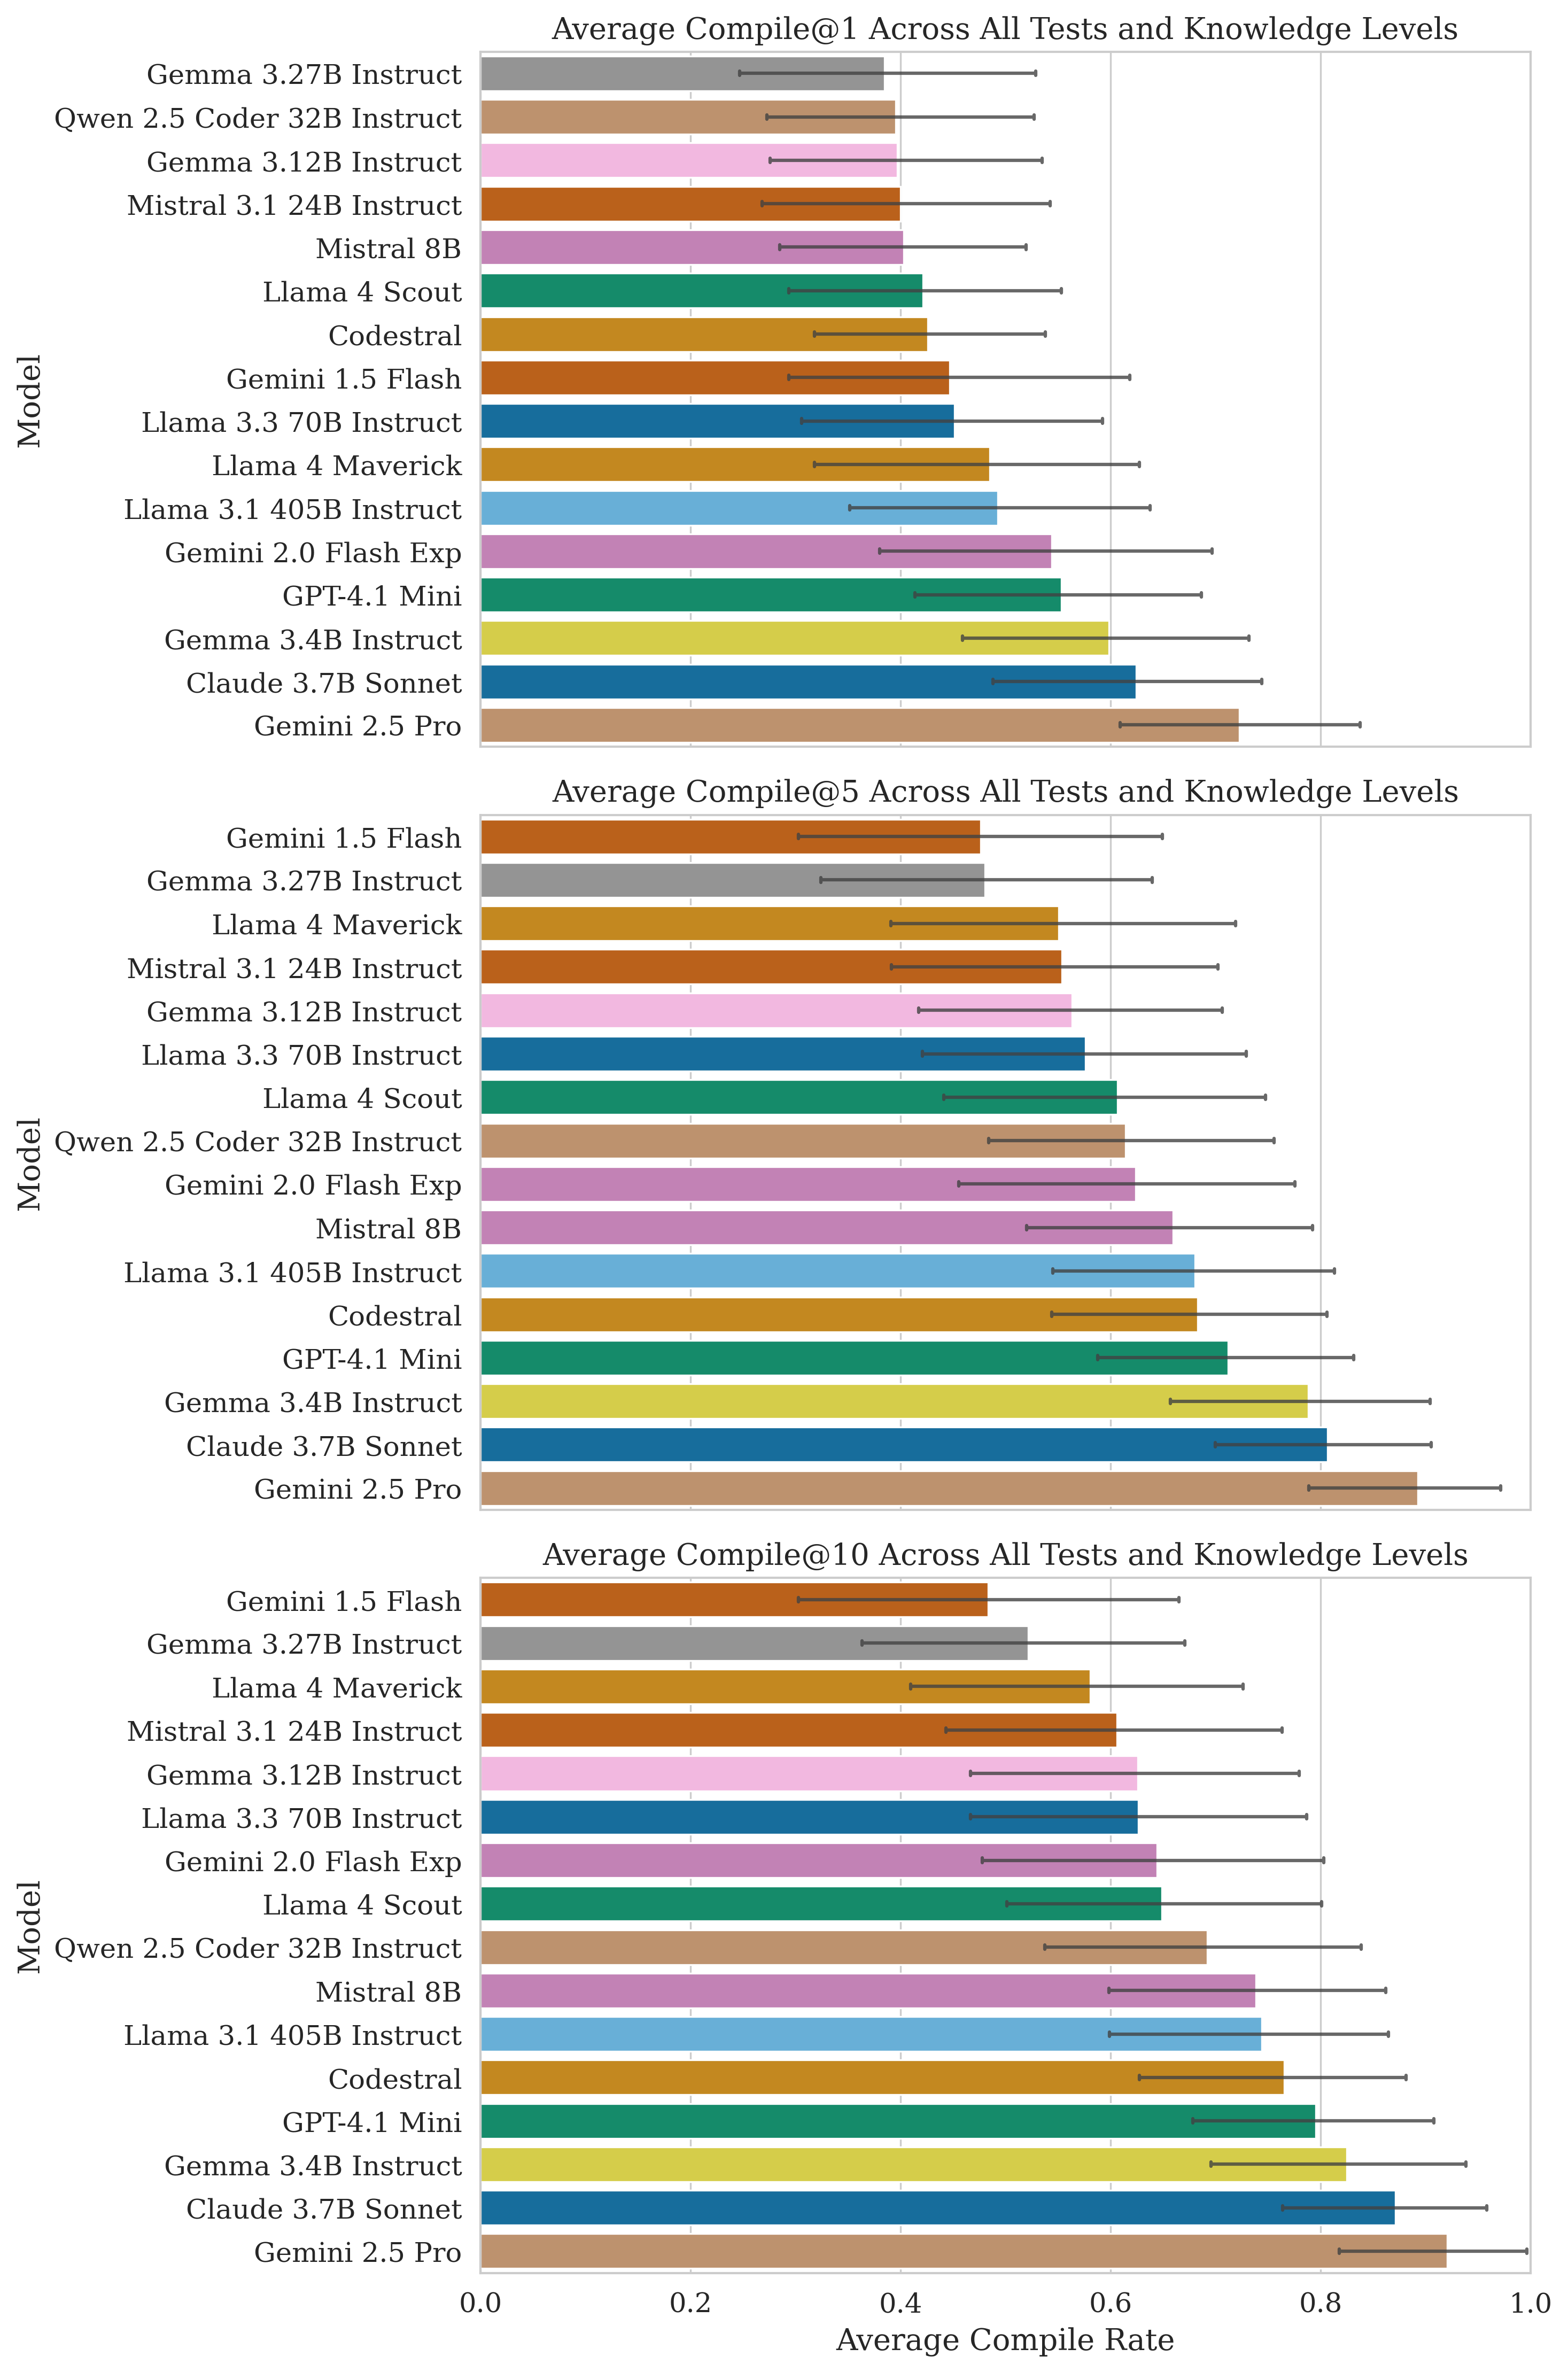 Average Compile@1 Across All Tests and Knowledge Levels
Model
Gemma 3.27B Instruct
Qwen 2.5 Coder 32B Instruct
Gemma 3.12B Instruct
Mistral 3.1 24B Instruct
Mistral 8B
Llama 4 Scout
Codestral
Gemini 1.5 Flash
Llama 3.3 70B Instruct
Llama 4 Maverick
Llama 3.1 405B Instruct
Gemini 2.0 Flash Exp
GPT-4.1 Mini
Gemma 3.4B Instruct
Claude 3.7B Sonnet
Gemini 2.5 Pro
Average Compile@5 Across All Tests and Knowledge Levels
Model
Gemini 1.5 Flash
Gemma 3.27B Instruct
Llama 4 Maverick
Mistral 3.1 24B Instruct
Gemma 3.12B Instruct
Llama 3.3 70B Instruct
Llama 4 Scout
Qwen 2.5 Coder 32B Instruct
Gemini 2.0 Flash Exp
Mistral 8B
Llama 3.1 405B Instruct
Codestral
GPT-4.1 Mini
Gemma 3.4B Instruct
Claude 3.7B Sonnet
Gemini 2.5 Pro
Average Compile@10 Across All Tests and Knowledge Levels
Model
Gemini 1.5 Flash
Gemma 3.27B Instruct
Llama 4 Maverick
Mistral 3.1 24B Instruct
Gemma 3.12B Instruct
Llama 3.3 70B Instruct
Gemini 2.0 Flash Exp
Llama 4 Scout
Qwen 2.5 Coder 32B Instruct
Mistral 8B
Llama 3.1 405B Instruct
Codestral
GPT-4.1 Mini
Gemma 3.4B Instruct
Claude 3.7B Sonnet
Gemini 2.5 Pro
0.0 0.2 0.4 0.6 0.8 1.0
Average Compile Rate